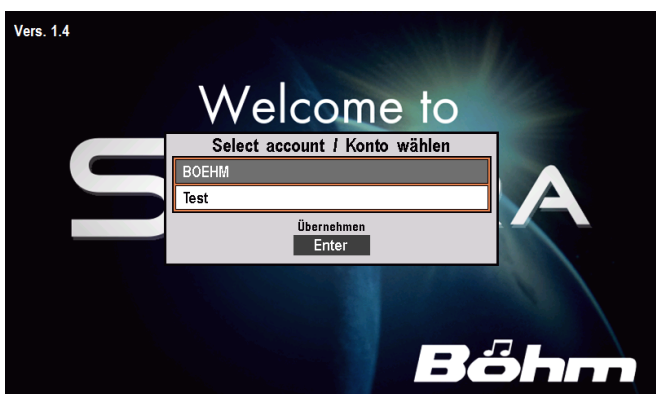 Vers. 1.4
Welcome to
S A
Select account / Konto wählen
BOEHM
Test
Übernehmen
Enter
Böhm